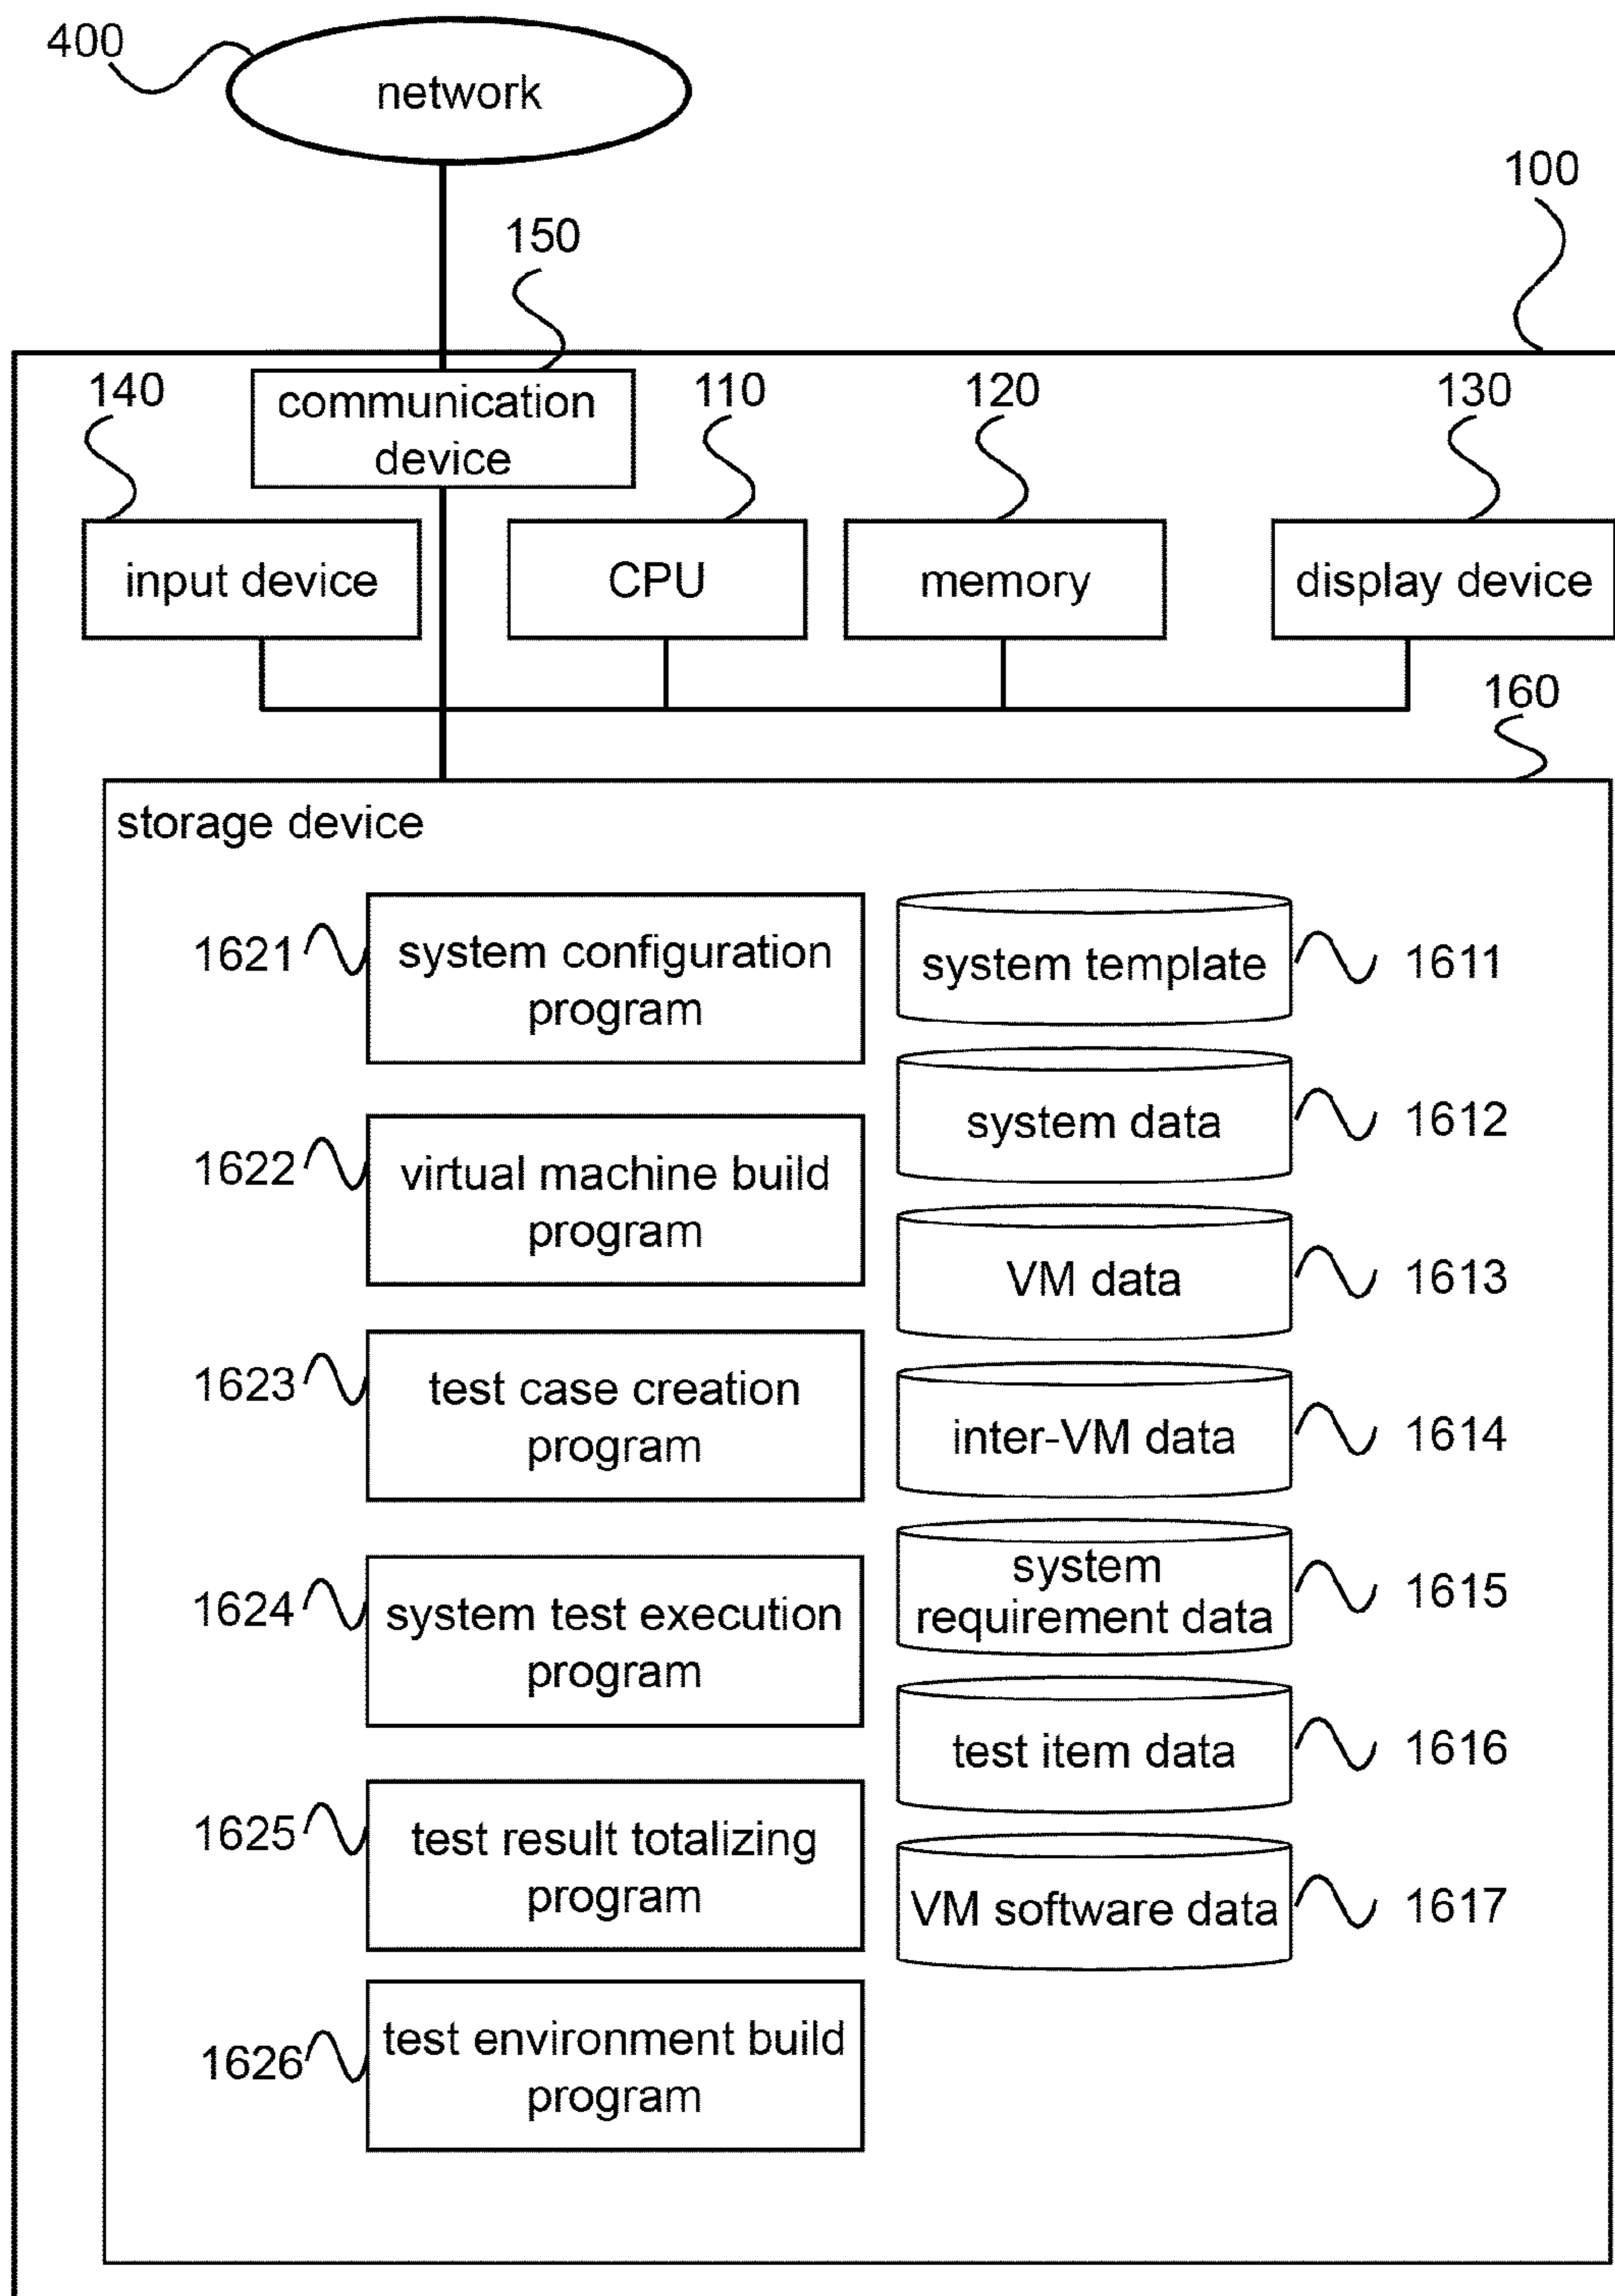 400
network
100
150
140
communication
device
110
120
130
input device
CPU
memory
display device
160
storage device
1621
system configuration
program
system template
1611
system data
1612
1622
virtual machine build
program
VM data
1613
1623
test case creation
program
inter-VM data
1614
1624
system test execution
program
system
requirement data
1615
test item data
1616
1625
test result totalizing
program
VM software data
1617
1626
test environment build
program